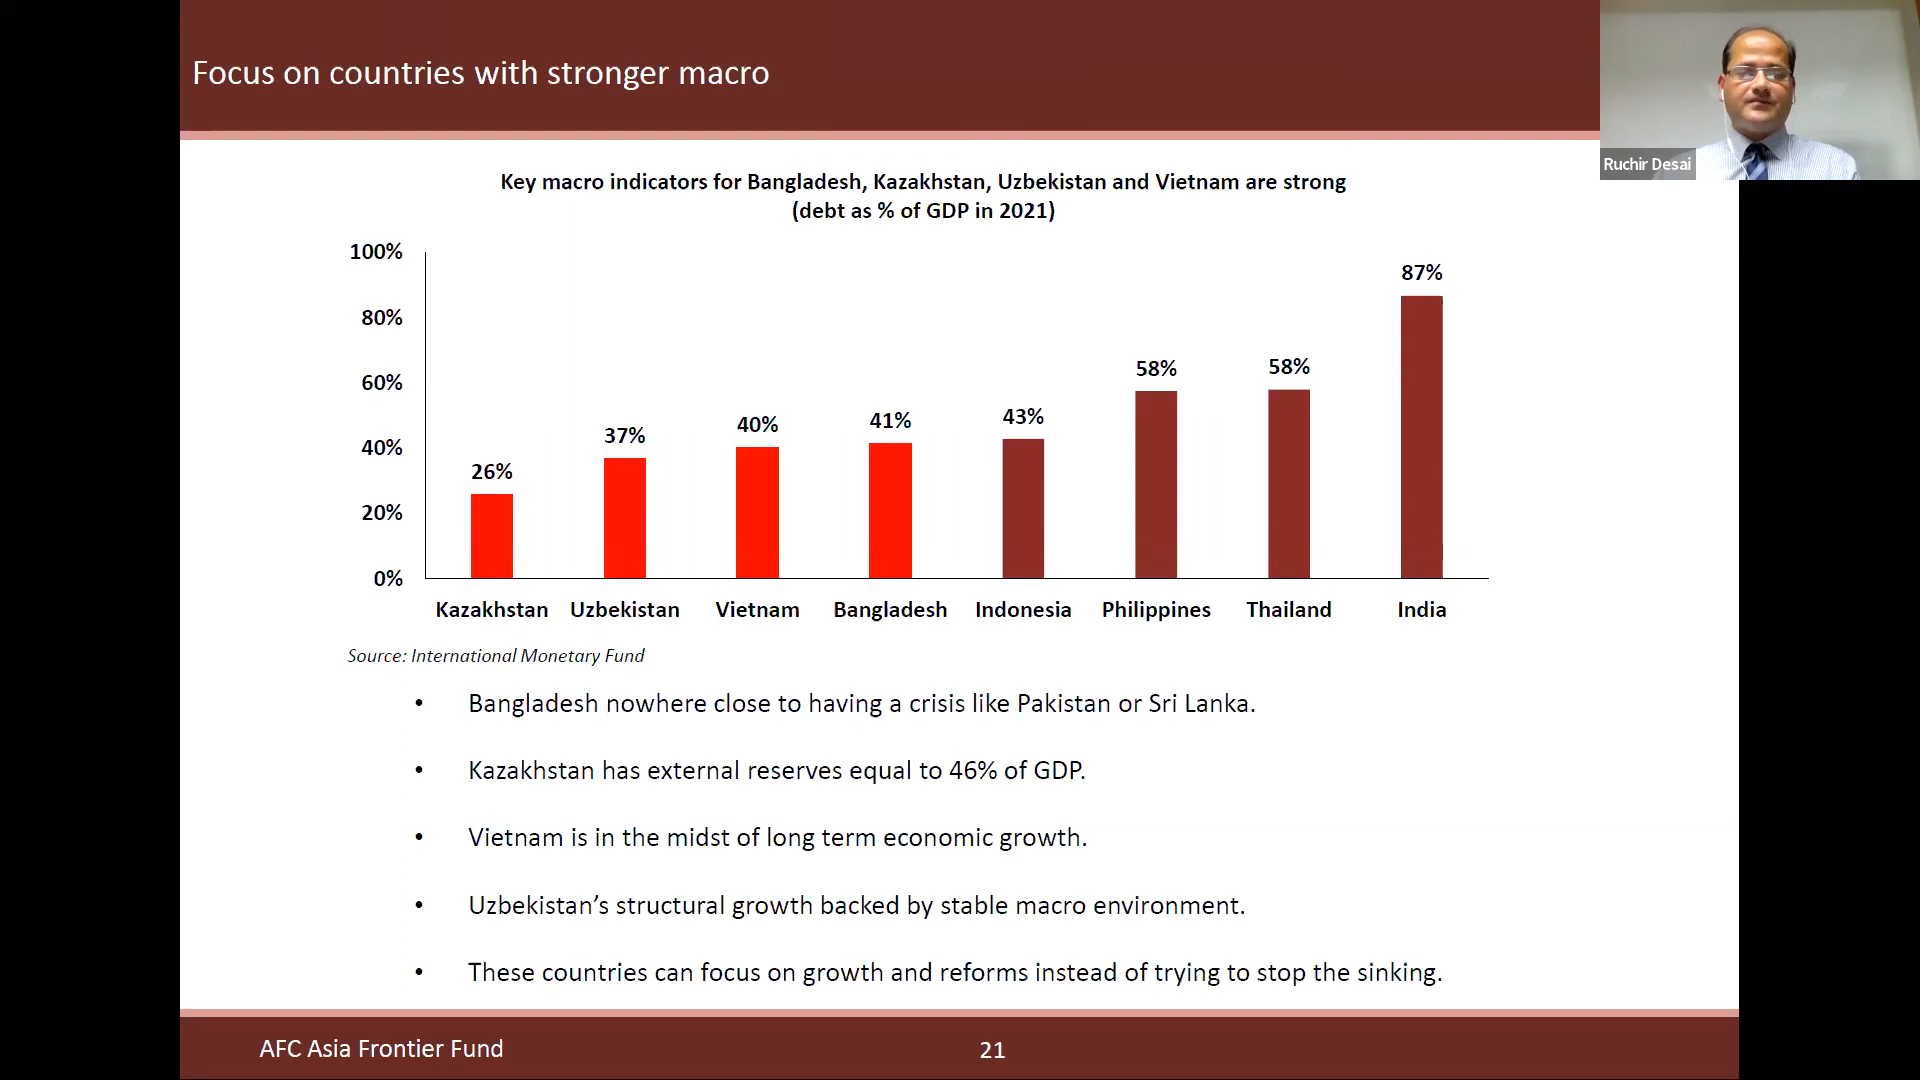 Focus on countries with stronger macro
Ruchir Desai
Key macro indicators for Bangladesh, Kazakhstan, Uzbekistan and Vietnam are strong
(debt as % of GDP in 2021)
100%
80%
60%
40%
20%
0%
26%
37%
40%
41%
43%
58%
58%
87%
Kazakhstan Uzbekistan Vietnam Bangladesh Indonesia Philippines Thailand India
Source: International Monetary Fund
• Bangladesh nowhere close to having a crisis like Pakistan or Sri Lanka.
• Kazakhstan has external reserves equal to 46% of GDP.
• Vietnam is in the midst of long term economic growth.
• Uzbekistan’s structural growth backed by stable macro environment.
• These countries can focus on growth and reforms instead of trying to stop the sinking.
AFC Asia Frontier Fund 21